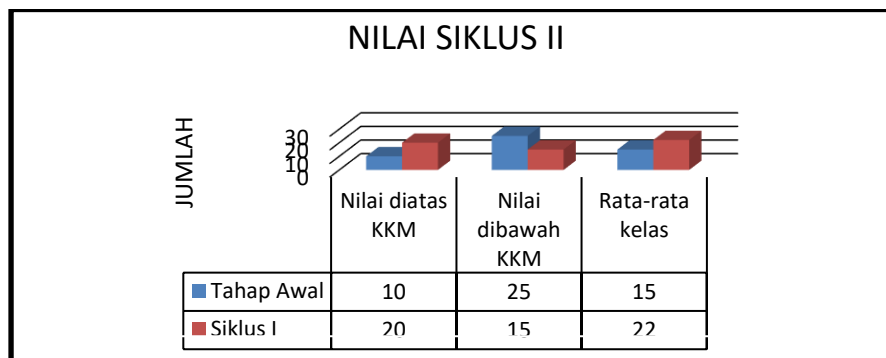 NILAI SIKLUS II
JUMLAH
30
20
10
0
Nilai diatas KKM
Nilai dibawah KKM
Rata-rata kelas
Tahap Awal 10 25 15
Siklus I 20 15 22